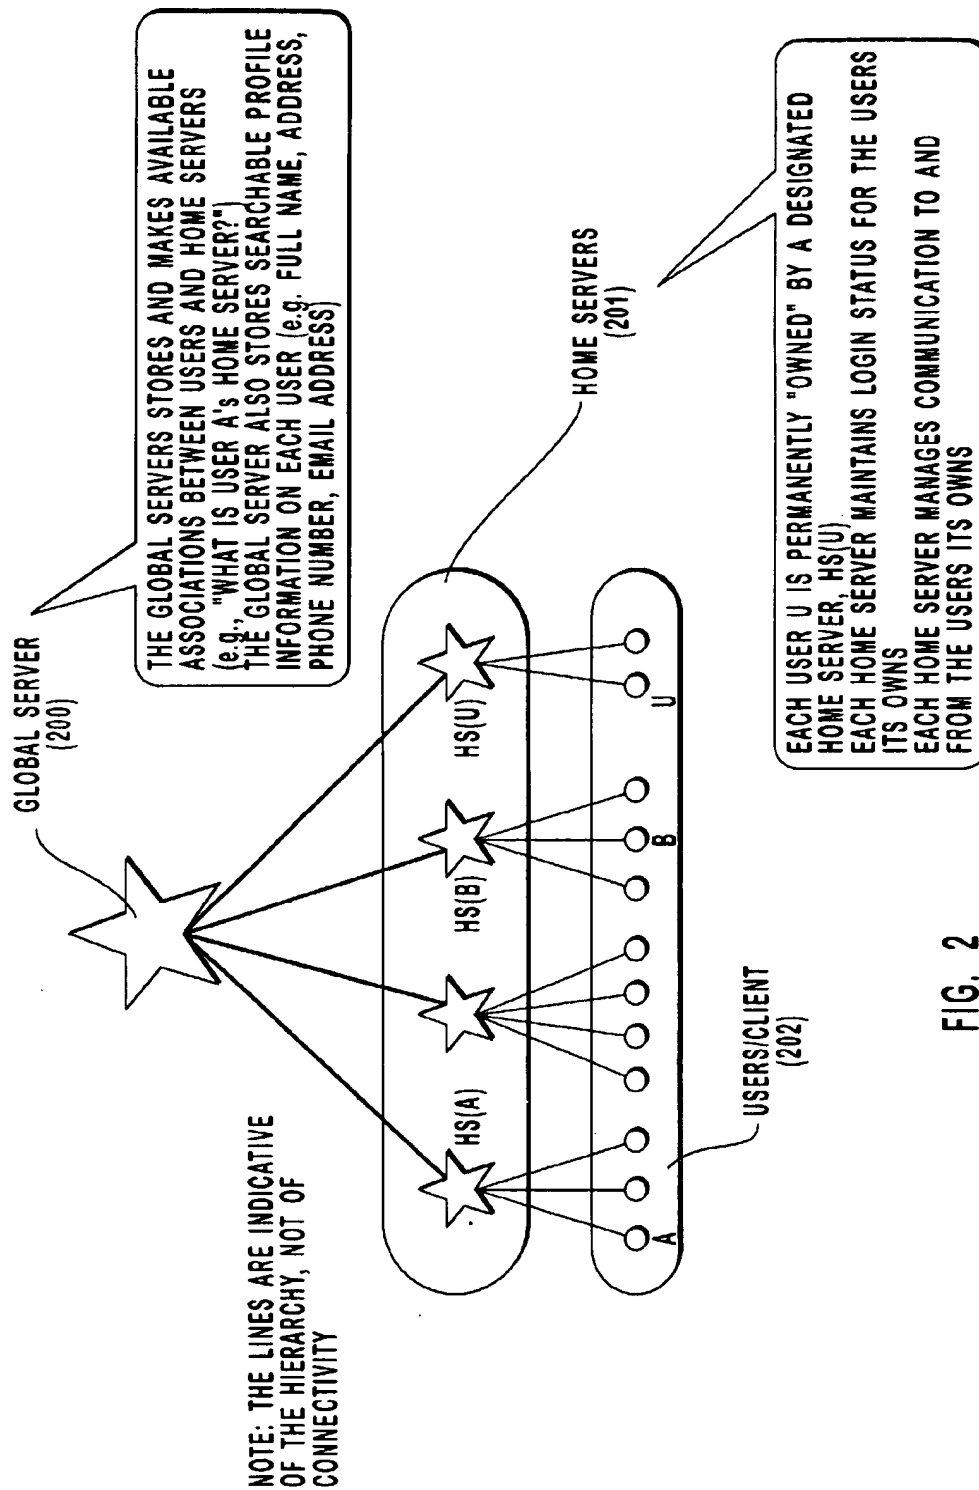 GLOBAL SERVER
(200)
THE GLOBAL SERVERS STORES AND MAKES AVAILABLE
ASSOCIATIONS BETWEEN USERS AND HOME SERVERS
(e.g., "WHAT IS USER A's HOME SERVER?")
THE GLOBAL SERVER ALSO STORES SEARCHABLE PROFILE
INFORMATION ON EACH USER (e.g. FULL NAME, ADDRESS,
PHONE NUMBER, EMAIL ADDRESS)
NOTE: THE LINES ARE INDICATIVE
OF THE HIERARCHY, NOT OF
CONNECTIVITY
HS(A)
HS(B)
HS(U)
HOME SERVERS
(201)
A
B
U
USERS/CLIENT
(202)
EACH USER U IS PERMANENTLY "OWNED" BY A DESIGNATED
HOME SERVER, HS(U)
EACH HOME SERVER MAINTAINS LOGIN STATUS FOR THE USERS
ITS OWNS
EACH HOME SERVER MANAGES COMMUNICATION TO AND
FROM THE USERS ITS OWNS
FIG. 2